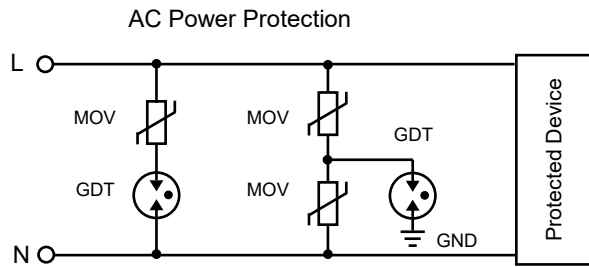 AC Power Protection
L
MOV
MOV
GDT
GDT
MOV
GND
N
Protected Device